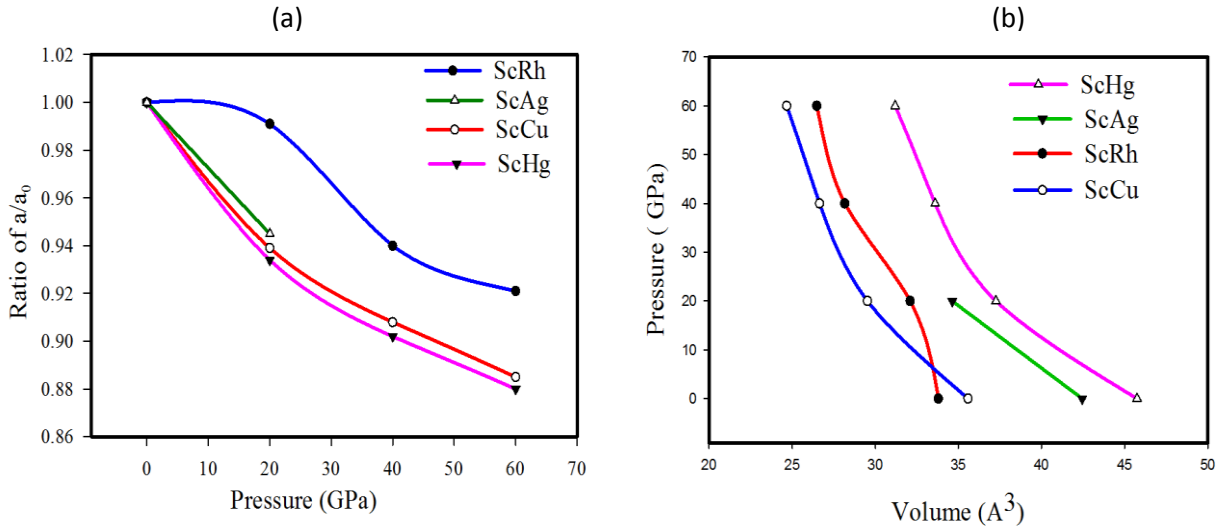 (a)
1.02
1.00
0.98
0.96
0.94
0.92
0.90
0.88
0.86
Ratio of a/a₀
ScRh
ScAg
ScCu
ScHg
0 10 20 30 40 50 60 70
Pressure (GPa)
(b)
70
60
50
40
30
20
10
0
Pressure ( GPa)
ScHg
ScAg
ScRh
ScCu
20 25 30 35 40 45 50
Volume (A³)